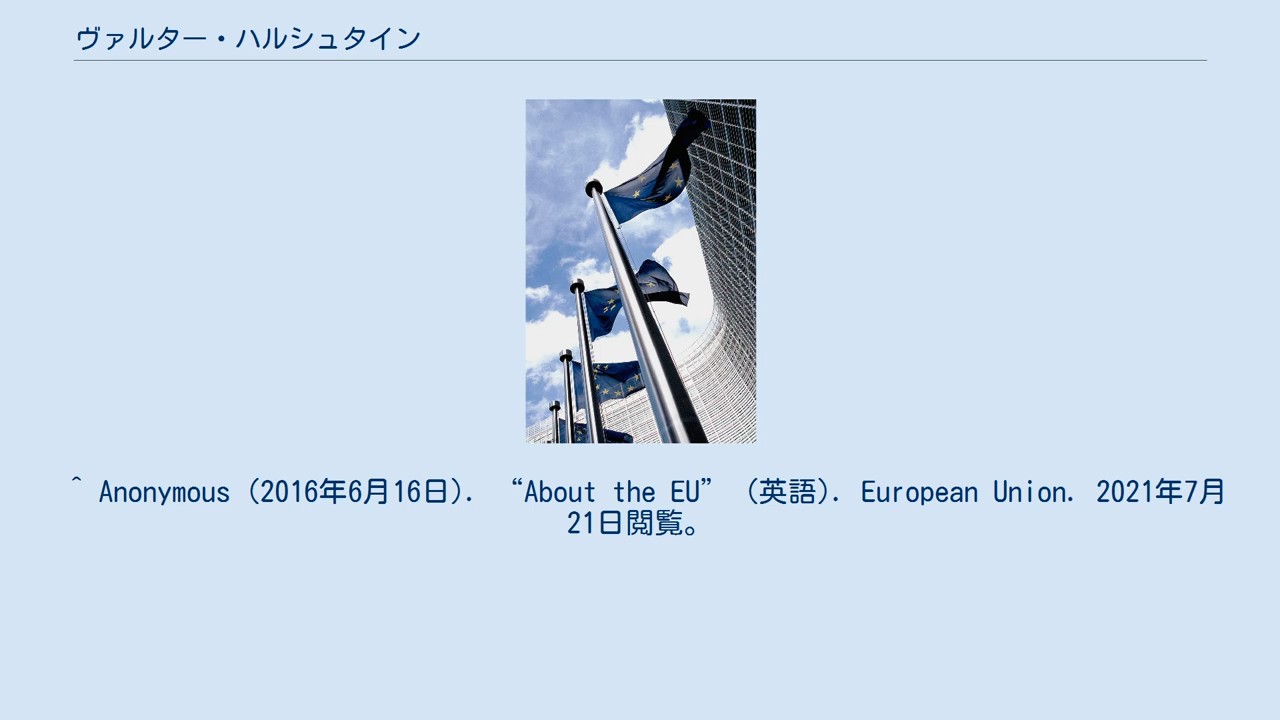 ヴァルター・ハルシュタイン
^ Anonymous (2016年6月16日). “About the EU” (英語). European Union. 2021年7月
21日閲覧。